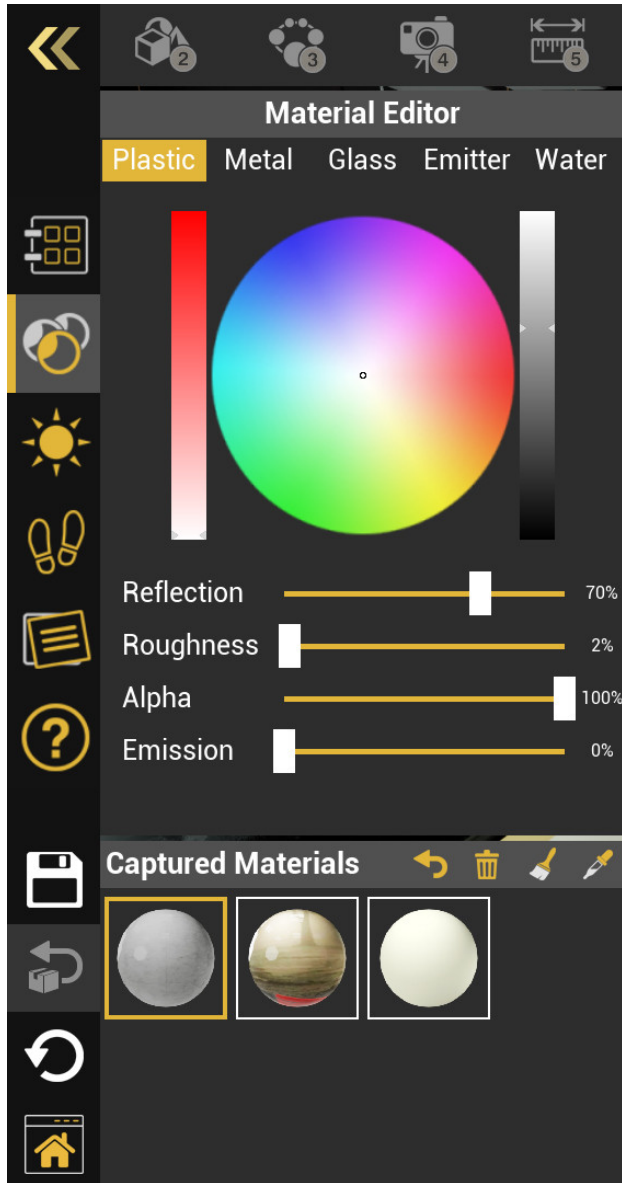 2
3
4
5
Material Editor
Plastic Metal Glass Emitter Water
Reflection 70%
Roughness 2%
Alpha 100%
Emission 0%
?
Captured Materials